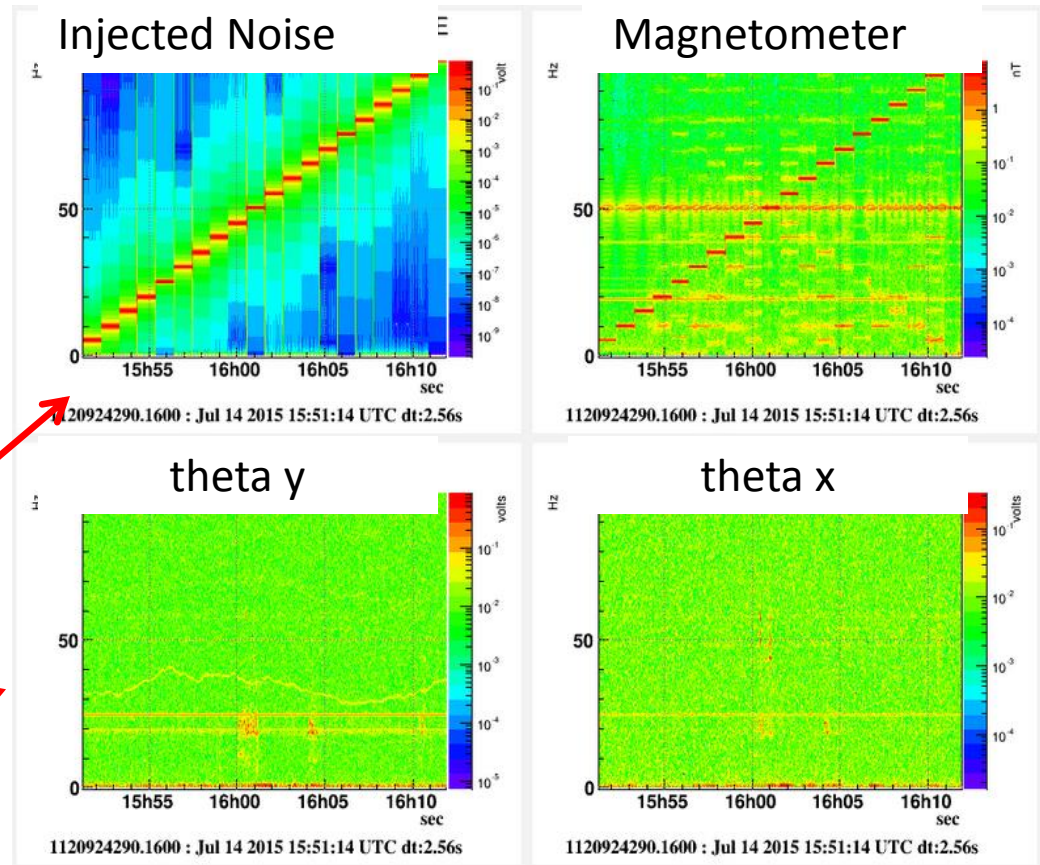 Injected Noise
Hz
volt
10⁻¹
10⁻²
10⁻³
10⁻⁴
10⁻⁵
10⁻⁶
10⁻⁷
10⁻⁸
10⁻⁹
50
0
15h55 16h00 16h05 16h10
sec
1120924290.1600 : Jul 14 2015 15:51:14 UTC dt:2.56s
Magnetometer
Hz
nT
1
10⁻¹
10⁻²
10⁻³
10⁻⁴
50
0
15h55 16h00 16h05 16h10
sec
1120924290.1600 : Jul 14 2015 15:51:14 UTC dt:2.56s
theta y
Hz
volts
10⁻¹
10⁻²
10⁻³
10⁻⁴
10⁻⁵
50
0
15h55 16h00 16h05 16h10
sec
1120924290.1600 : Jul 14 2015 15:51:14 UTC dt:2.56s
theta x
Hz
volts
10⁻¹
10⁻²
10⁻³
10⁻⁴
50
0
15h55 16h00 16h05 16h10
sec
1120924290.1600 : Jul 14 2015 15:51:14 UTC dt:2.56s